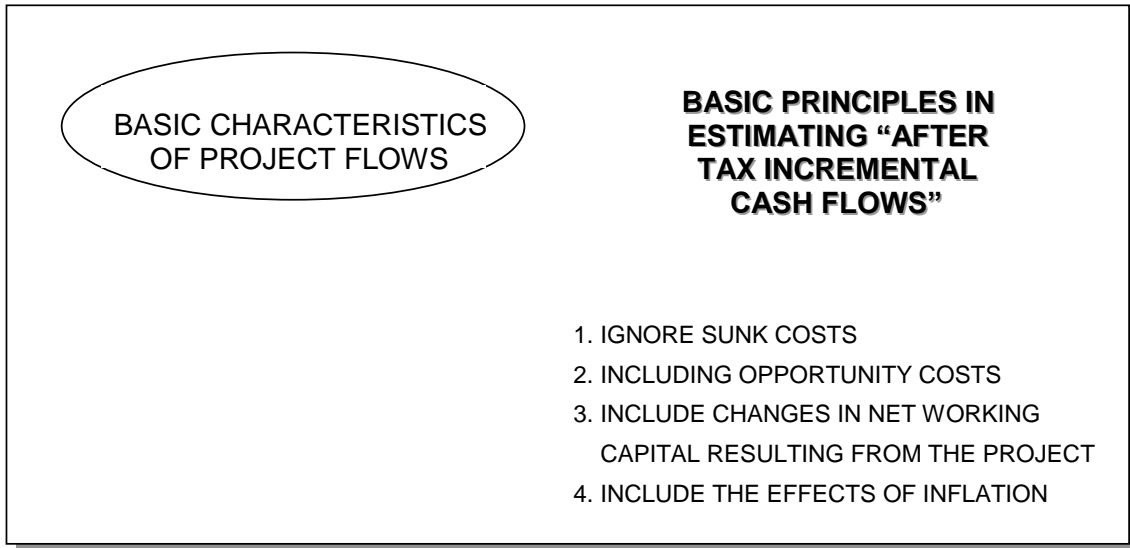 BASIC CHARACTERISTICS
OF PROJECT FLOWS
BASIC PRINCIPLES IN
ESTIMATING “AFTER
TAX INCREMENTAL
CASH FLOWS”
1. IGNORE SUNK COSTS
2. INCLUDING OPPORTUNITY COSTS
3. INCLUDE CHANGES IN NET WORKING
CAPITAL RESULTING FROM THE PROJECT
4. INCLUDE THE EFFECTS OF INFLATION